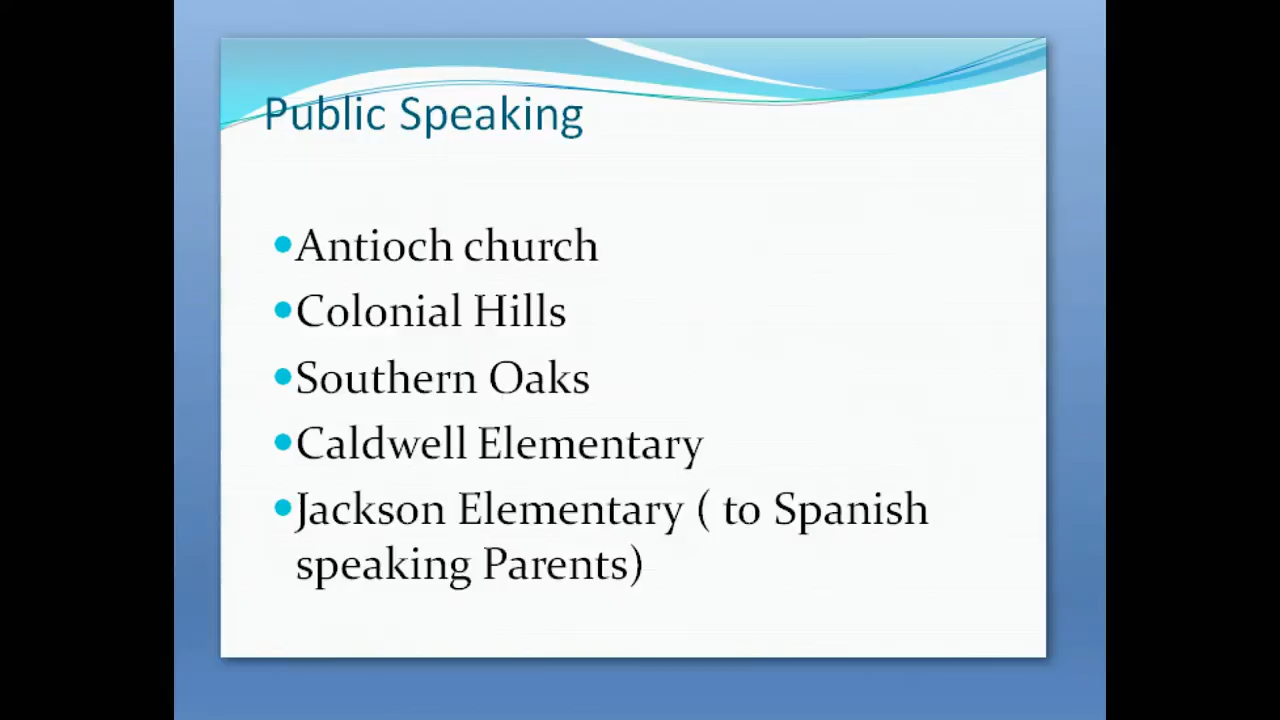 Public Speaking
•Antioch church
•Colonial Hills
•Southern Oaks
•Caldwell Elementary
•Jackson Elementary ( to Spanish
speaking Parents)